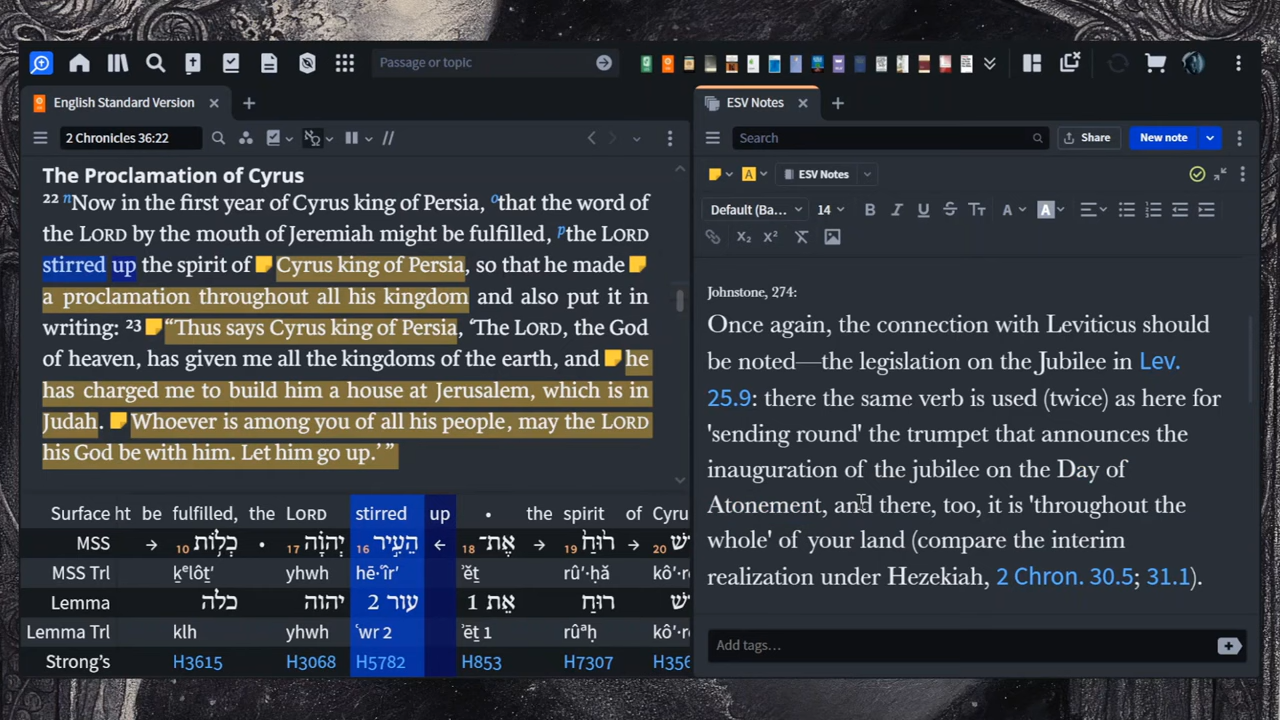 Passage or topic
English Standard Version
ESV Notes
2 Chronicles 36:22
Search
Share
New note
ESV Notes
Default (Ba...
14
The Proclamation of Cyrus
22 nNow in the first year of Cyrus king of Persia, othat the word of
the LORD by the mouth of Jeremiah might be fulfilled, pthe LORD
stirred up the spirit of Cyrus king of Persia, so that he made
a proclamation throughout all his kingdom and also put it in
writing: 23 “Thus says Cyrus king of Persia, ‘The LORD, the God
of heaven, has given me all the kingdoms of the earth, and he
has charged me to build him a house at Jerusalem, which is in
Judah. Whoever is among you of all his people, may the LORD
his God be with him. Let him go up.’ ”
Surface ht be fulfilled, the LORD stirred up • the spirit of Cyru
MSS → 10 כְּל֥וֹת • 17 יְהוָ֗ה 16 הֵעִ֣יר ← 18 אֶת־ → 19 ר֙וּחַ֙ → 20
MSS Trl ḵelôṯ′ yhwh hē·ʿîr′ ʾĕṯ rû′·ḥă kô′·r
Lemma כלה יהוה עור 2 אֵת 1 רוּחַ
Lemma Trl klh yhwh ʿwr 2 ʾēṯ 1 rûaḥ kô′·r
Strong’s H3615 H3068 H5782 H853 H7307 H356
Johnstone, 274:
Once again, the connection with Leviticus should
be noted—the legislation on the Jubilee in Lev.
25.9: there the same verb is used (twice) as here for
'sending round' the trumpet that announces the
inauguration of the jubilee on the Day of
Atonement, and there, too, it is 'throughout the
whole' of your land (compare the interim
realization under Hezekiah, 2 Chron. 30.5; 31.1).
Add tags...